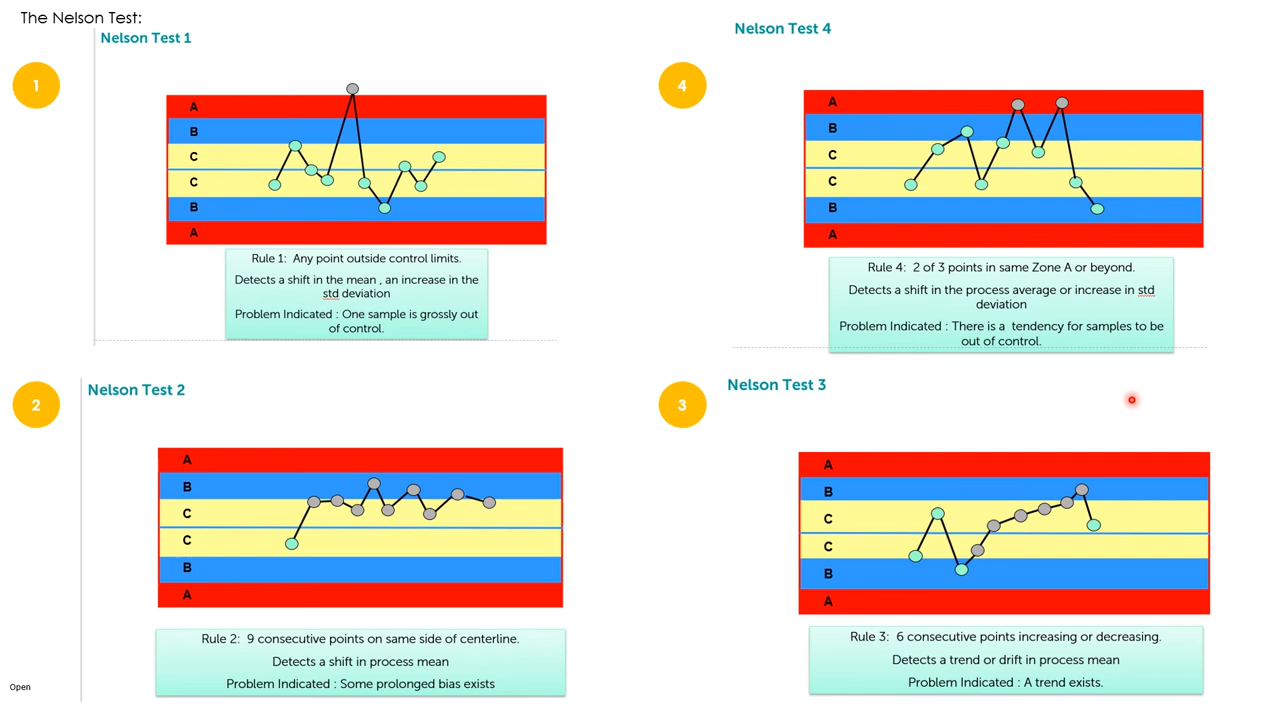 The Nelson Test:
Nelson Test 1
1
A
B
C
C
B
A
Rule 1: Any point outside control limits.
Detects a shift in the mean , an increase in the
std deviation
Problem Indicated : One sample is grossly out
of control.
Nelson Test 4
4
A
B
C
C
B
A
Rule 4: 2 of 3 points in same Zone A or beyond.
Detects a shift in the process average or increase in std
deviation
Problem Indicated : There is a tendency for samples to be
out of control.
Nelson Test 2
2
A
B
C
C
B
A
Rule 2: 9 consecutive points on same side of centerline.
Detects a shift in process mean
Problem Indicated : Some prolonged bias exists
Nelson Test 3
3
A
B
C
C
B
A
Rule 3: 6 consecutive points increasing or decreasing.
Detects a trend or drift in process mean
Problem Indicated : A trend exists.
Open